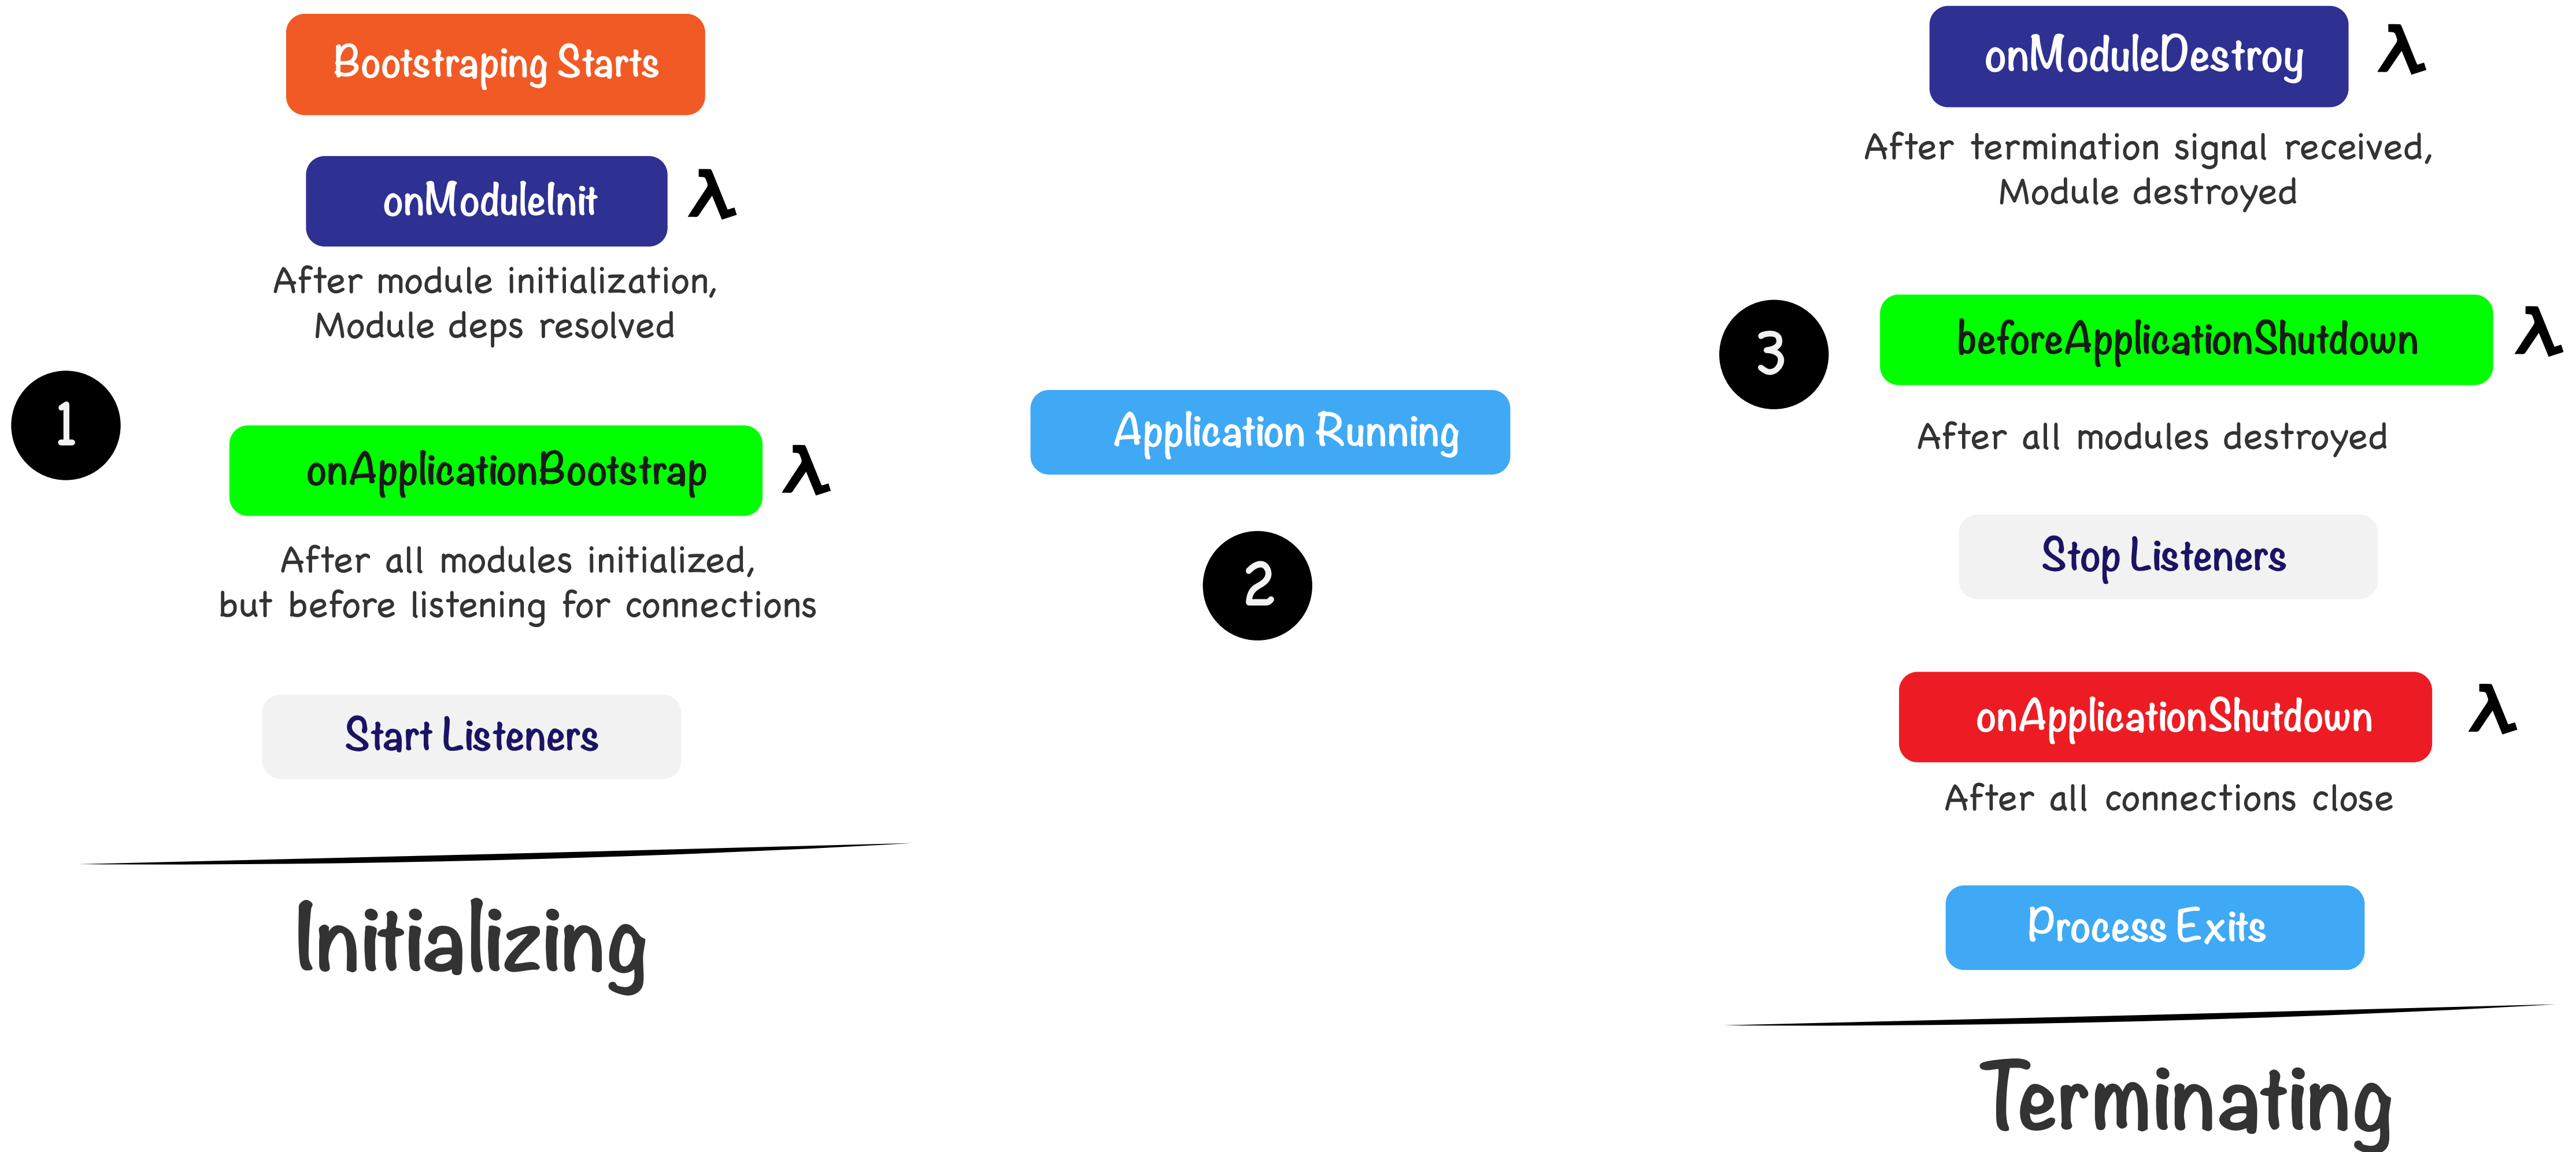 Bootstraping Starts
onModuleInit λ
After module initialization,
Module deps resolved
1
onApplicationBootstrap λ
After all modules initialized,
but before listening for connections
Start Listeners
Initializing
Application Running
2
onModuleDestroy λ
After termination signal received,
Module destroyed
3
beforeApplicationShutdown λ
After all modules destroyed
Stop Listeners
onApplicationShutdown λ
After all connections close
Process Exits
Terminating